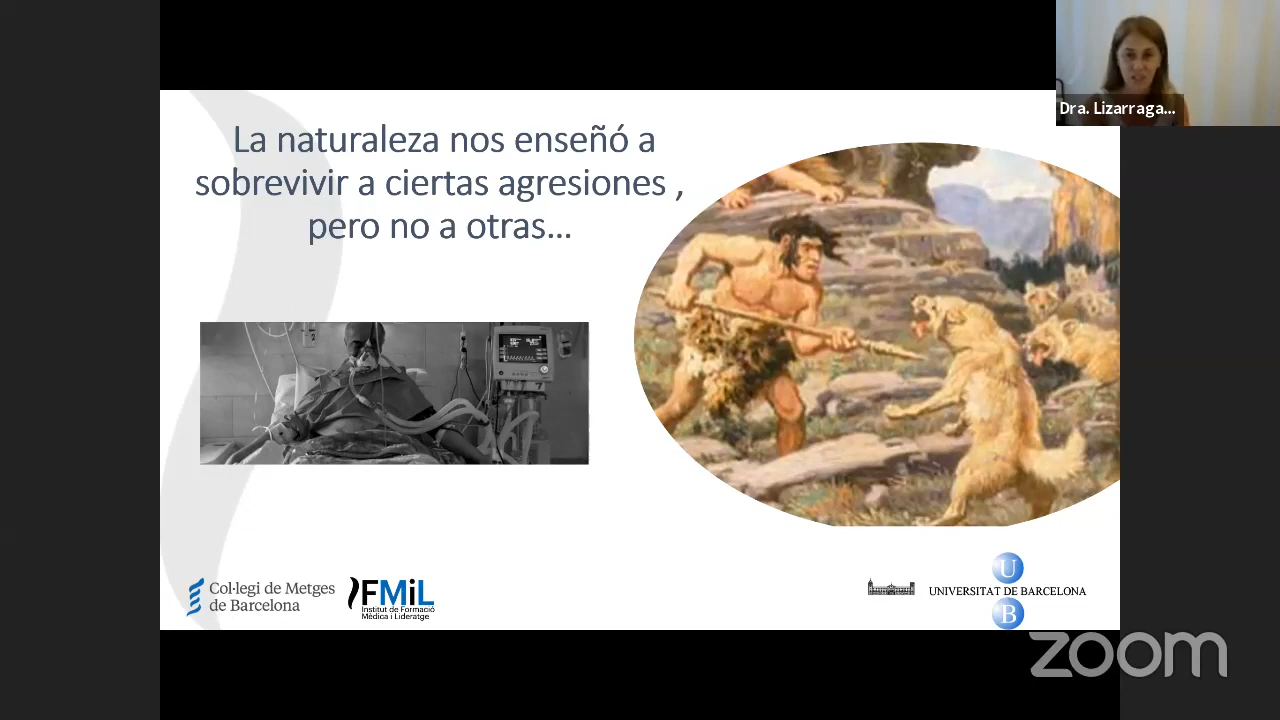 Dra. Lizarraga...
La naturaleza nos enseñó a
sobrevivir a ciertas agresiones ,
pero no a otras...
Col·legi de Metges
de Barcelona
FMiL
Institut de Formació
Mèdica i Lideratge
UNIVERSITAT DE BARCELONA
U
B
zoom